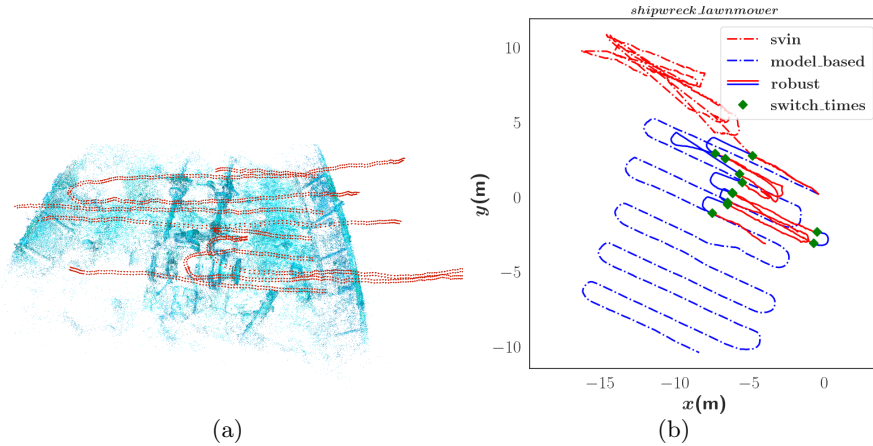 shipwreck_lawnmower
svin
model_based
robust
switch_times
10
5
0
−5
−10
y(m)
−15
−10
−5
0
x(m)
(a)
(b)